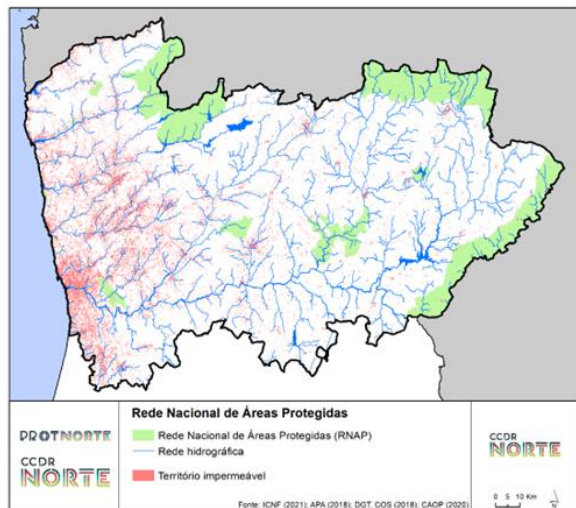 Rede Nacional de Áreas Protegidas
PROTNORTE
Rede Nacional de Áreas Protegidas (RNAP)
Rede hidrográfica
CCDR
NORTE
Território impermeável
CCDR
NORTE
0 5 10 Km
N
Fonte: ICNF (2021); APA (2018); DGT, COS (2018); CAOP (2020)